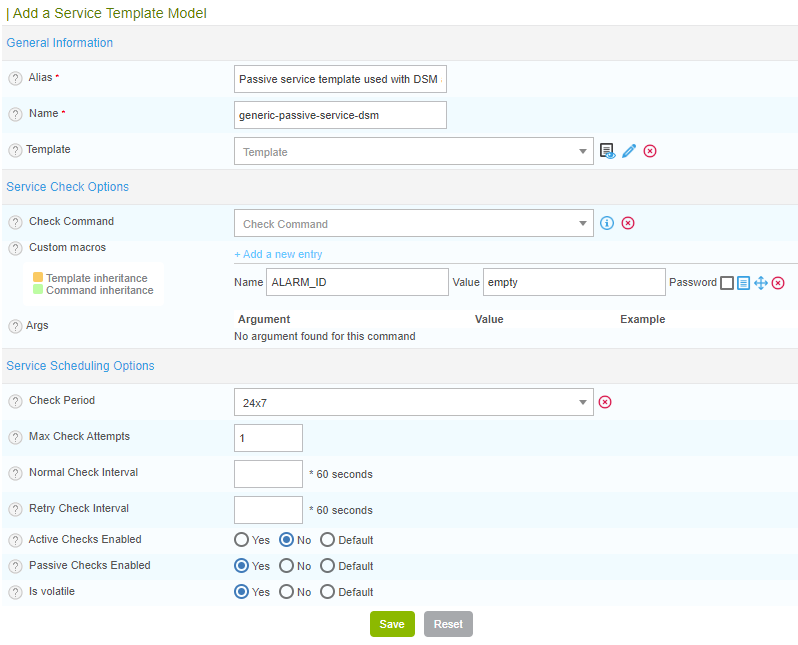 | Add a Service Template Model
General Information
? Alias * Passive service template used with DSM
? Name * generic-passive-service-dsm
? Template Template
Service Check Options
? Check Command Check Command
? Custom macros + Add a new entry
Template inheritance
Command inheritance
Name ALARM_ID Value empty Password
? Args Argument Value Example
No argument found for this command
Service Scheduling Options
? Check Period 24x7
? Max Check Attempts 1
? Normal Check Interval * 60 seconds
? Retry Check Interval * 60 seconds
? Active Checks Enabled Yes No Default
? Passive Checks Enabled Yes No Default
? Is volatile Yes No Default
Save Reset